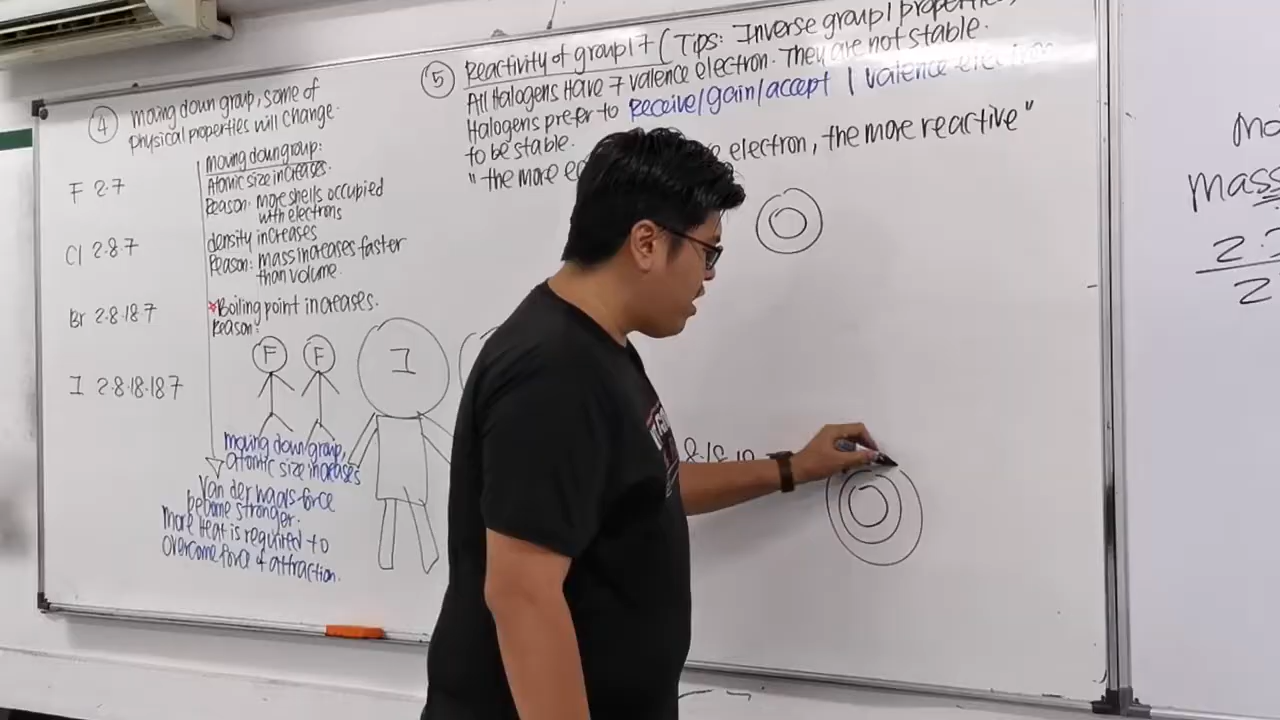 ④ moving down group, some of
physical properties will change.
F 2.7
Cl 2.8.7
Br 2.8.18.7
I 2.8.18.18 7
moving down group:
Atomic size increases.
Reason: more shells occupied
with electrons
density increases
Reason: mass increases faster
than volume.
*Boiling point increases.
Reason:
F F I
moving down group,
atomic size increases
Van der waals force
become stronger.
more Heat is required to
overcome force of attraction.
⑤ Reactivity of group 17 (Tips: Inverse group 1
All Halogens Have 7 valence electron. They are not stable.
Halogens prefer to Receive/gain/accept 1 valence electron
to be stable.
"the more electron, the more reactive"
8.18
mass
2